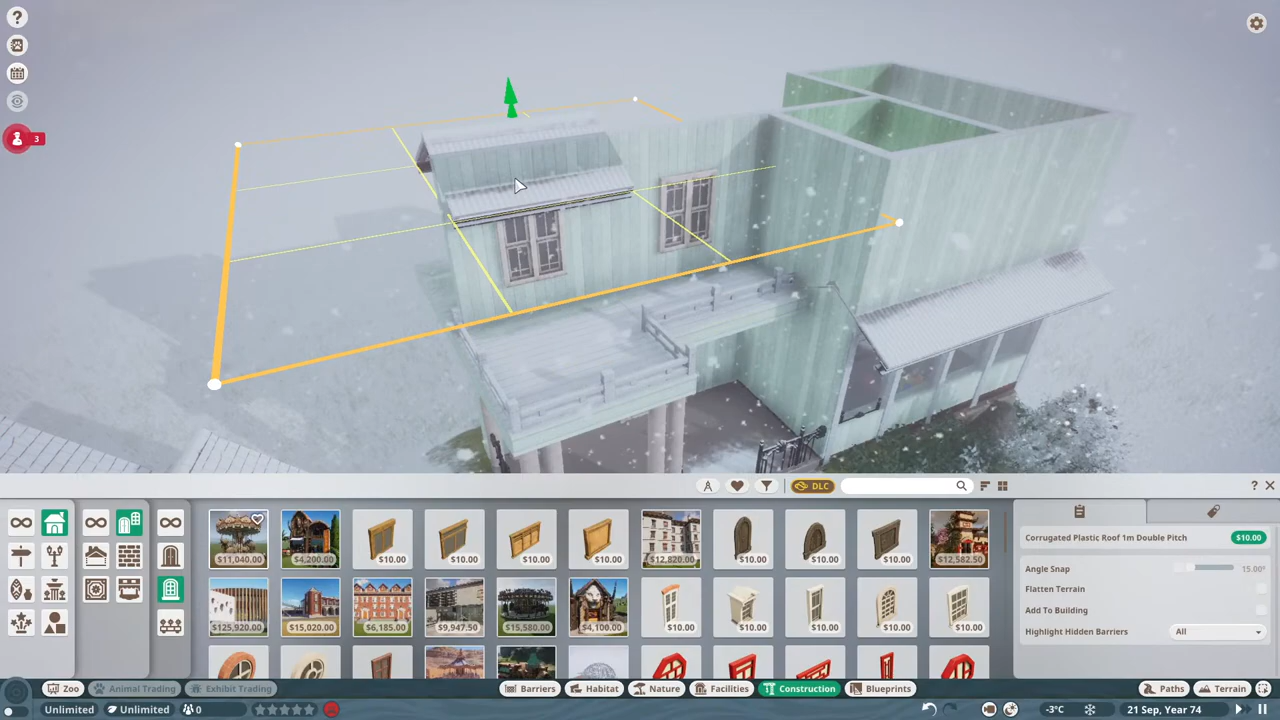 ?
3
DLC
?
$11,040.00
$4,200.00
$10.00
$10.00
$10.00
$10.00
$12,820.00
$10.00
$10.00
$10.00
$12,582.50
$125,920.00
$15,020.00
$6,185.00
$9,947.50
$15,580.00
$4,100.00
$10.00
$10.00
$10.00
$10.00
$10.00
Corrugated Plastic Roof 1m Double Pitch
$10.00
Angle Snap
15.00°
Flatten Terrain
Add To Building
Highlight Hidden Barriers
All
Zoo
Animal Trading
Exhibit Trading
Barriers
Habitat
Nature
Facilities
Construction
Blueprints
Paths
Terrain
Unlimited
Unlimited
0
-3°C
21 Sep, Year 74